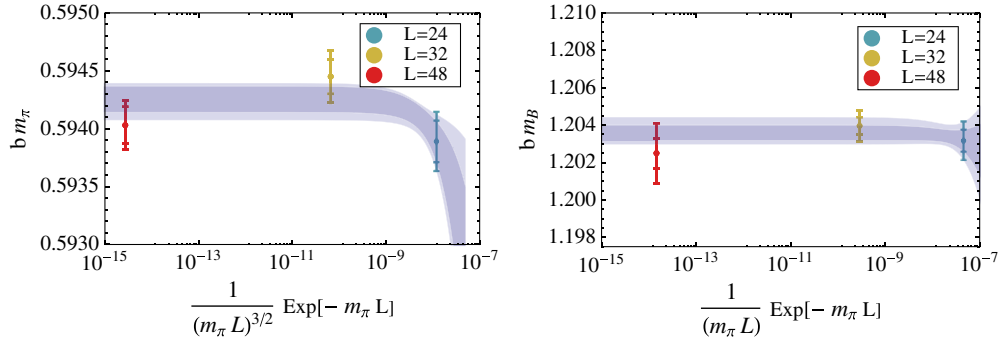 0.5950
0.5945
0.5940
0.5935
0.5930
b m_π
L=24
L=32
L=48
10^-15 10^-13 10^-11 10^-9 10^-7
1/(m_π L)^3/2 Exp[− m_π L]
1.210
1.208
1.206
1.204
1.202
1.200
1.198
b m_B
L=24
L=32
L=48
10^-15 10^-13 10^-11 10^-9 10^-7
1/(m_π L) Exp[− m_π L]